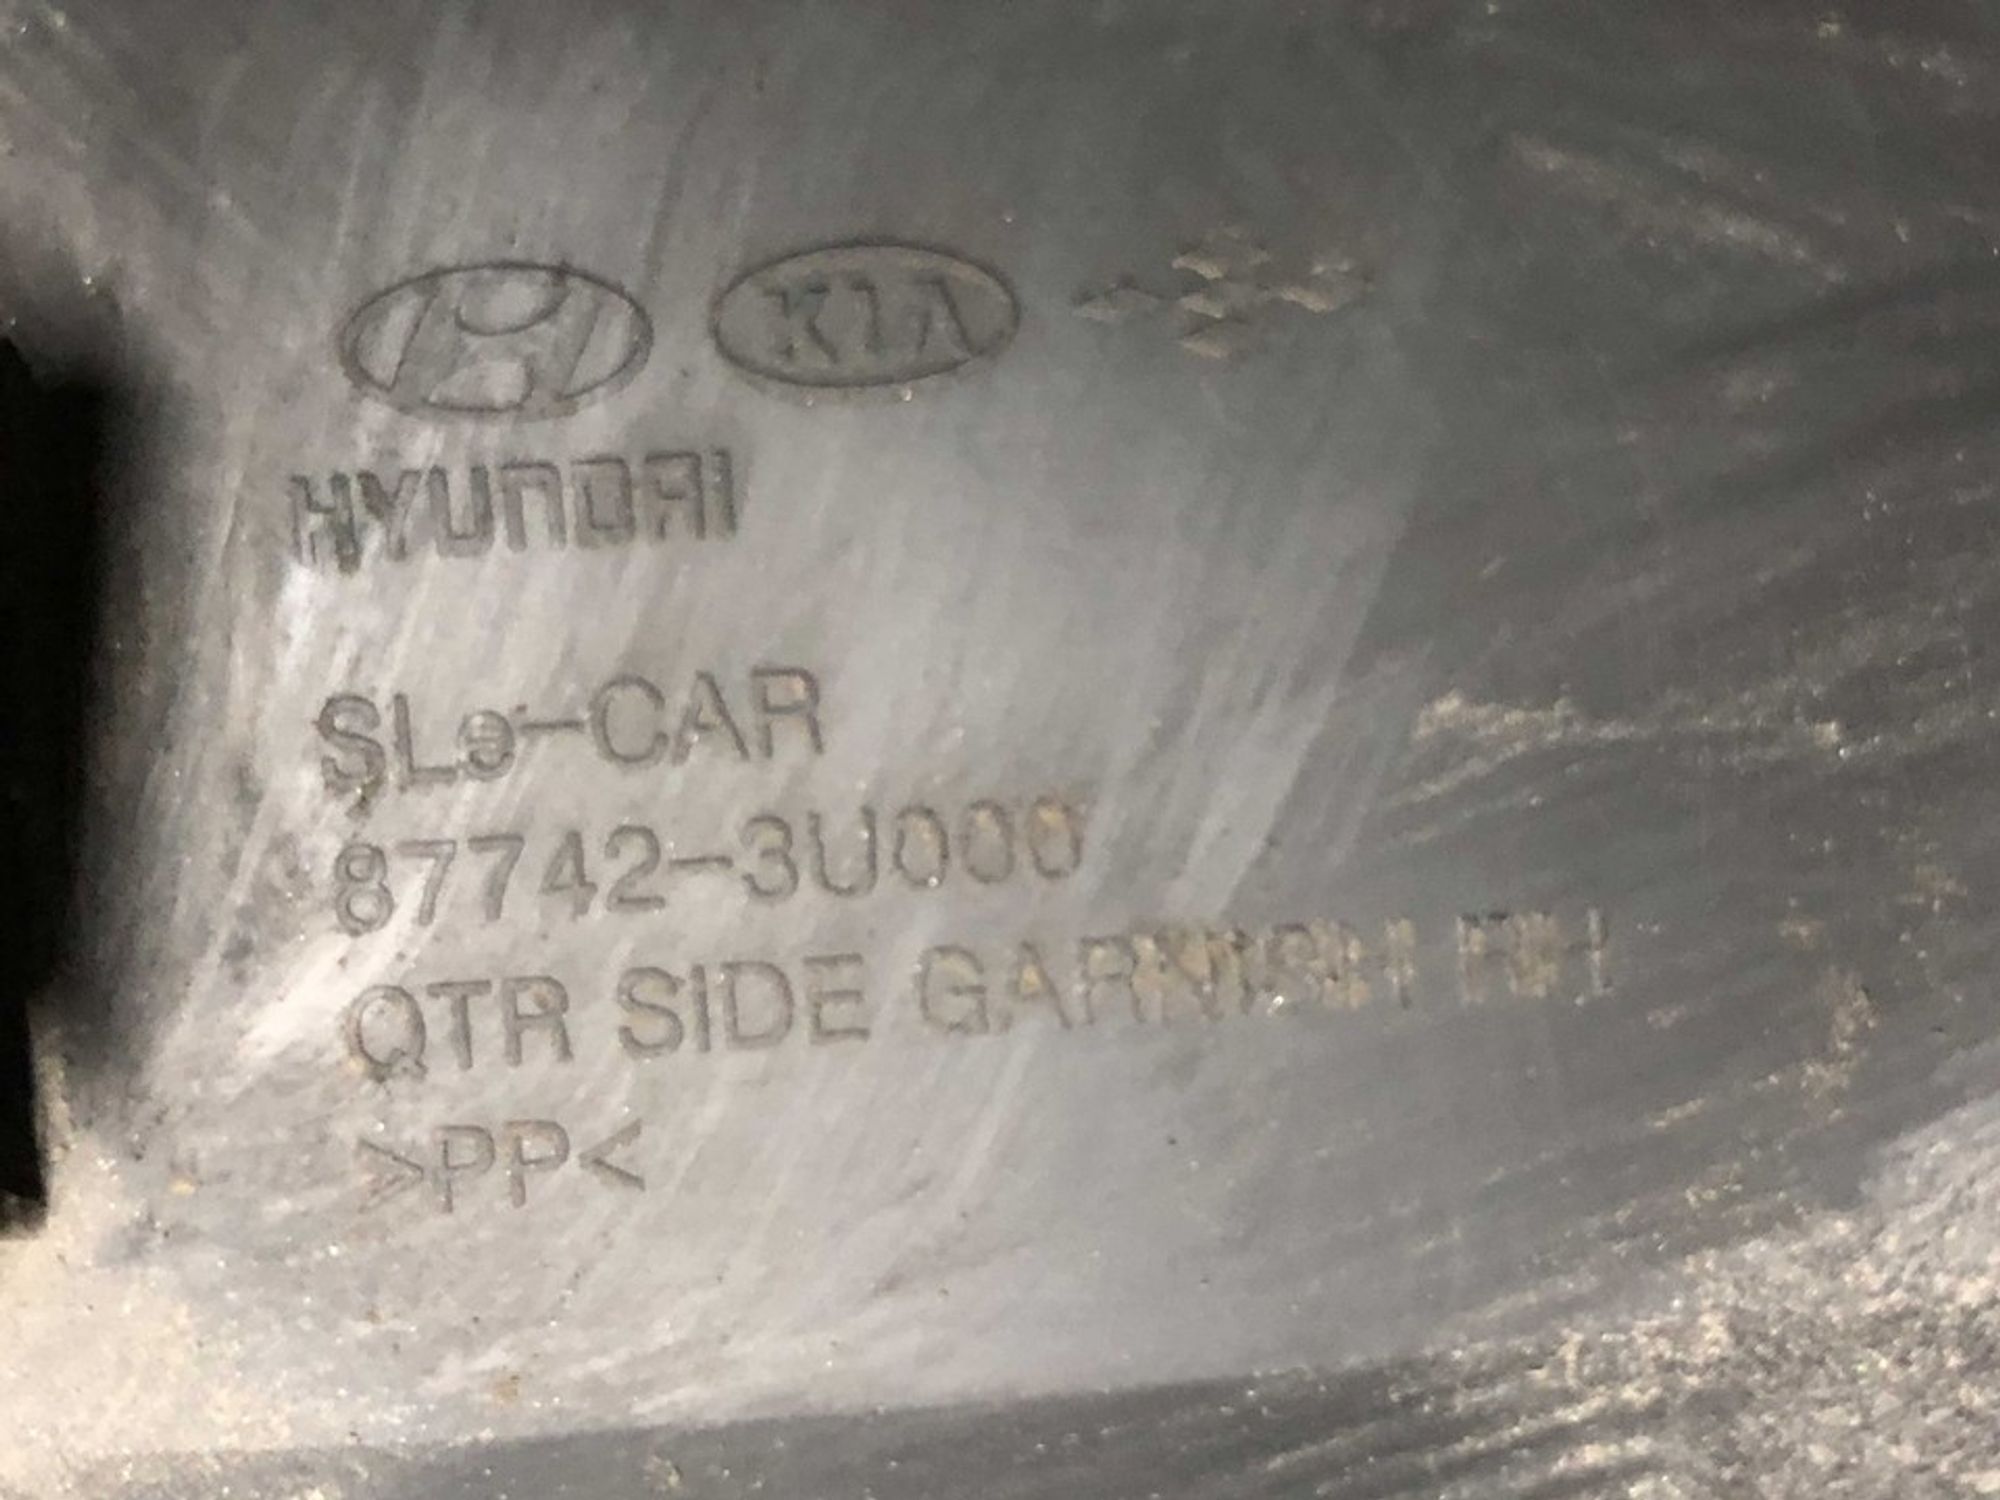 KIA
HYUNDAI
SLe-CAR
87742-3U000
QTR SIDE GARNISH RH
>PP<